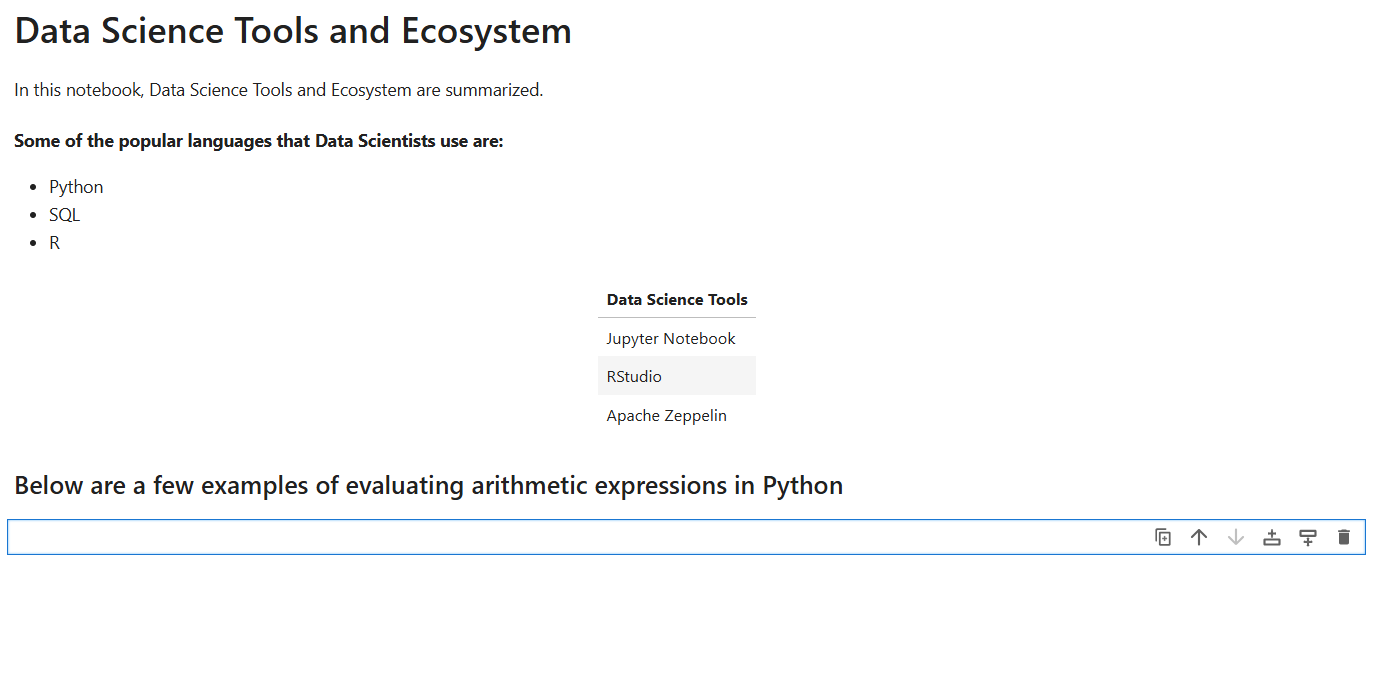 Data Science Tools and Ecosystem
In this notebook, Data Science Tools and Ecosystem are summarized.
Some of the popular languages that Data Scientists use are:
Python
SQL
R
Data Science Tools
Jupyter Notebook
RStudio
Apache Zeppelin
Below are a few examples of evaluating arithmetic expressions in Python